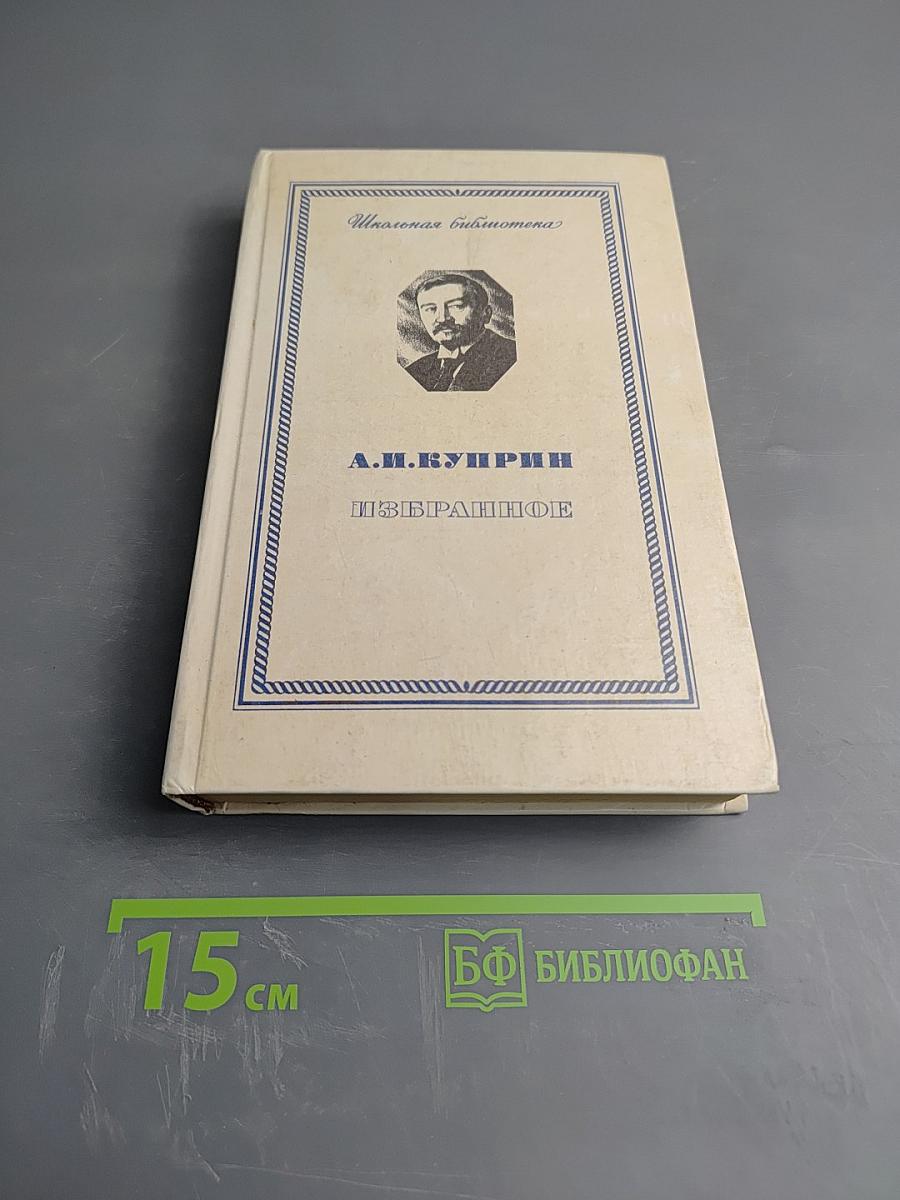 Школьная библиотека
А.И.КУПРИН
ИЗБРАННОЕ
15 см
БФ БИБЛИОФАН